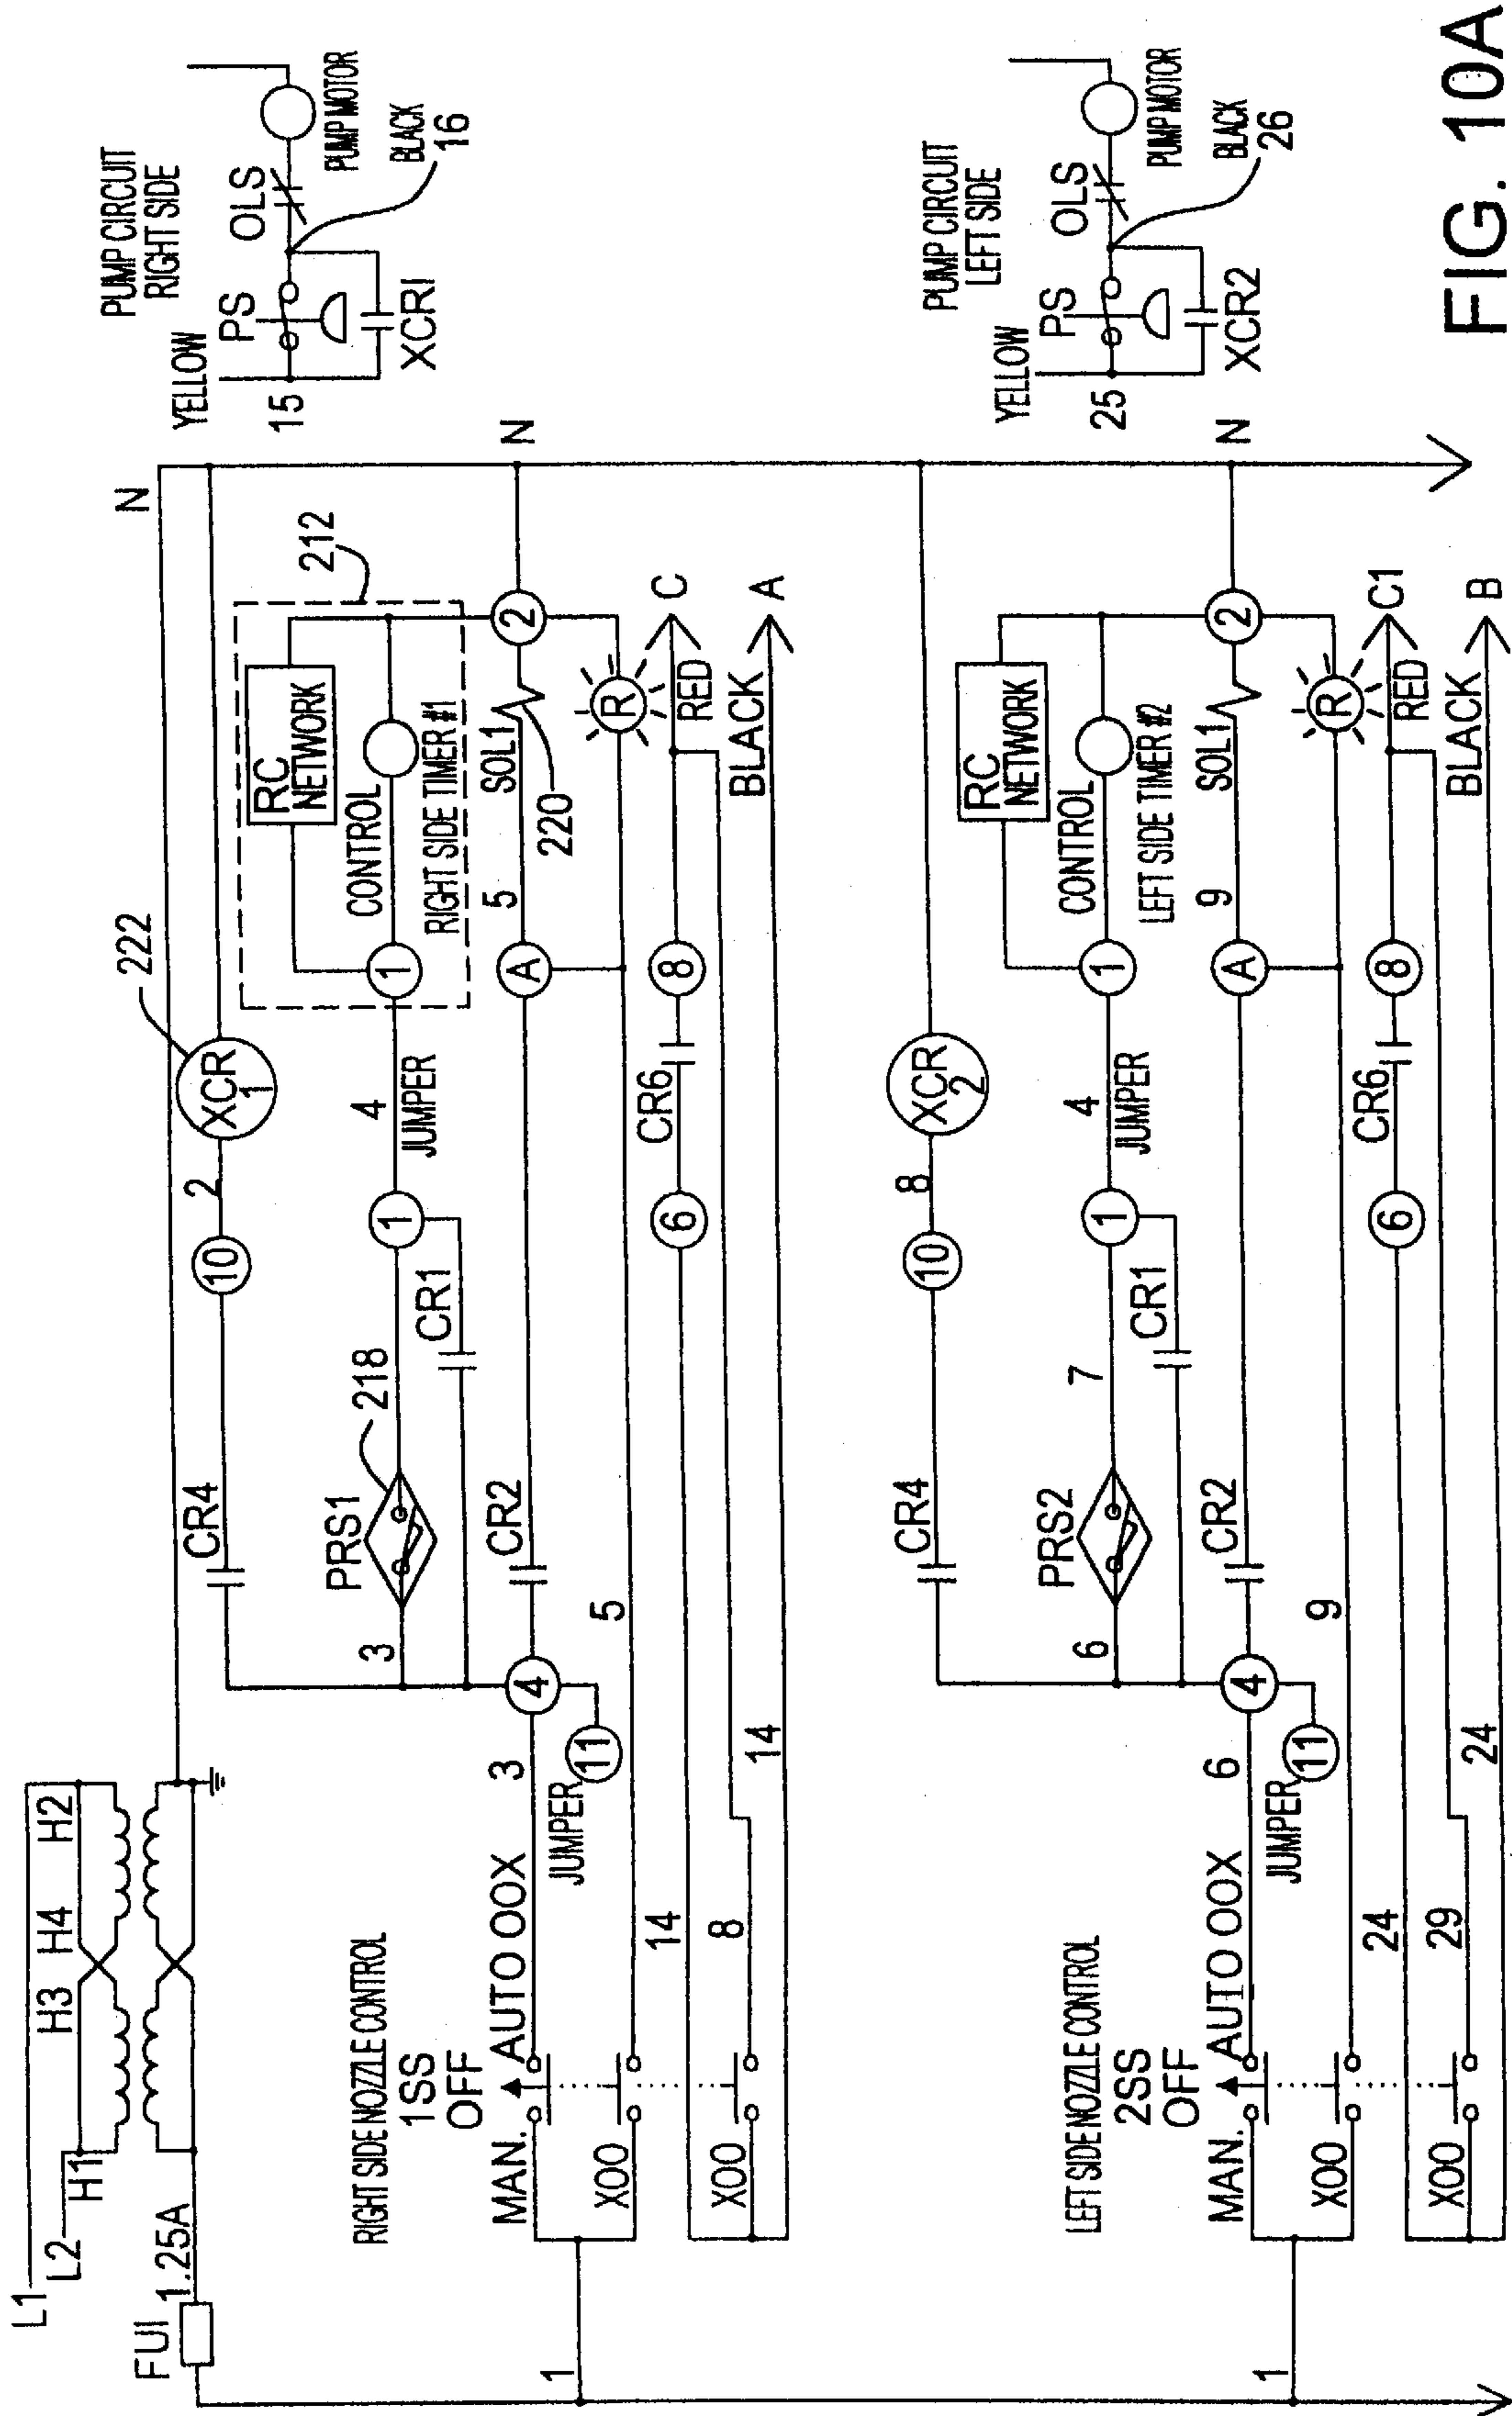 L1
L2
H1
H3
H4
H2
FUI
1.25A
N
CR4
10
2
XCR
1
222
212
RC
NETWORK
CONTROL
RIGHT SIDE TIMER #1
PRS1
218
3
1
4
JUMPER
1
CR1
RIGHT SIDE NOZZLE CONTROL
1SS
OFF
MAN.
AUTO OOX
3
4
CR2
A
5
SOL1
220
2
N
JUMPER
11
XOO
5
R
1
14
6
CR6
8
RED
C
XOO
8
14
BLACK
A
CR4
10
8
XCR
2
RC
NETWORK
CONTROL
LEFT SIDE TIMER #2
PRS2
6
7
1
4
JUMPER
1
CR1
LEFT SIDE NOZZLE CONTROL
2SS
OFF
MAN.
AUTO OOX
6
4
CR2
A
9
SOL1
2
N
JUMPER
11
XOO
9
R
1
24
6
CR6
8
RED
C1
XOO
29
24
BLACK
B
PUMP CIRCUIT
RIGHT SIDE
YELLOW
PS
OLS
15
PUMP MOTOR
XCRI
BLACK
16
PUMP CIRCUIT
LEFT SIDE
YELLOW
PS
OLS
25
PUMP MOTOR
XCR2
BLACK
26
FIG. 10A